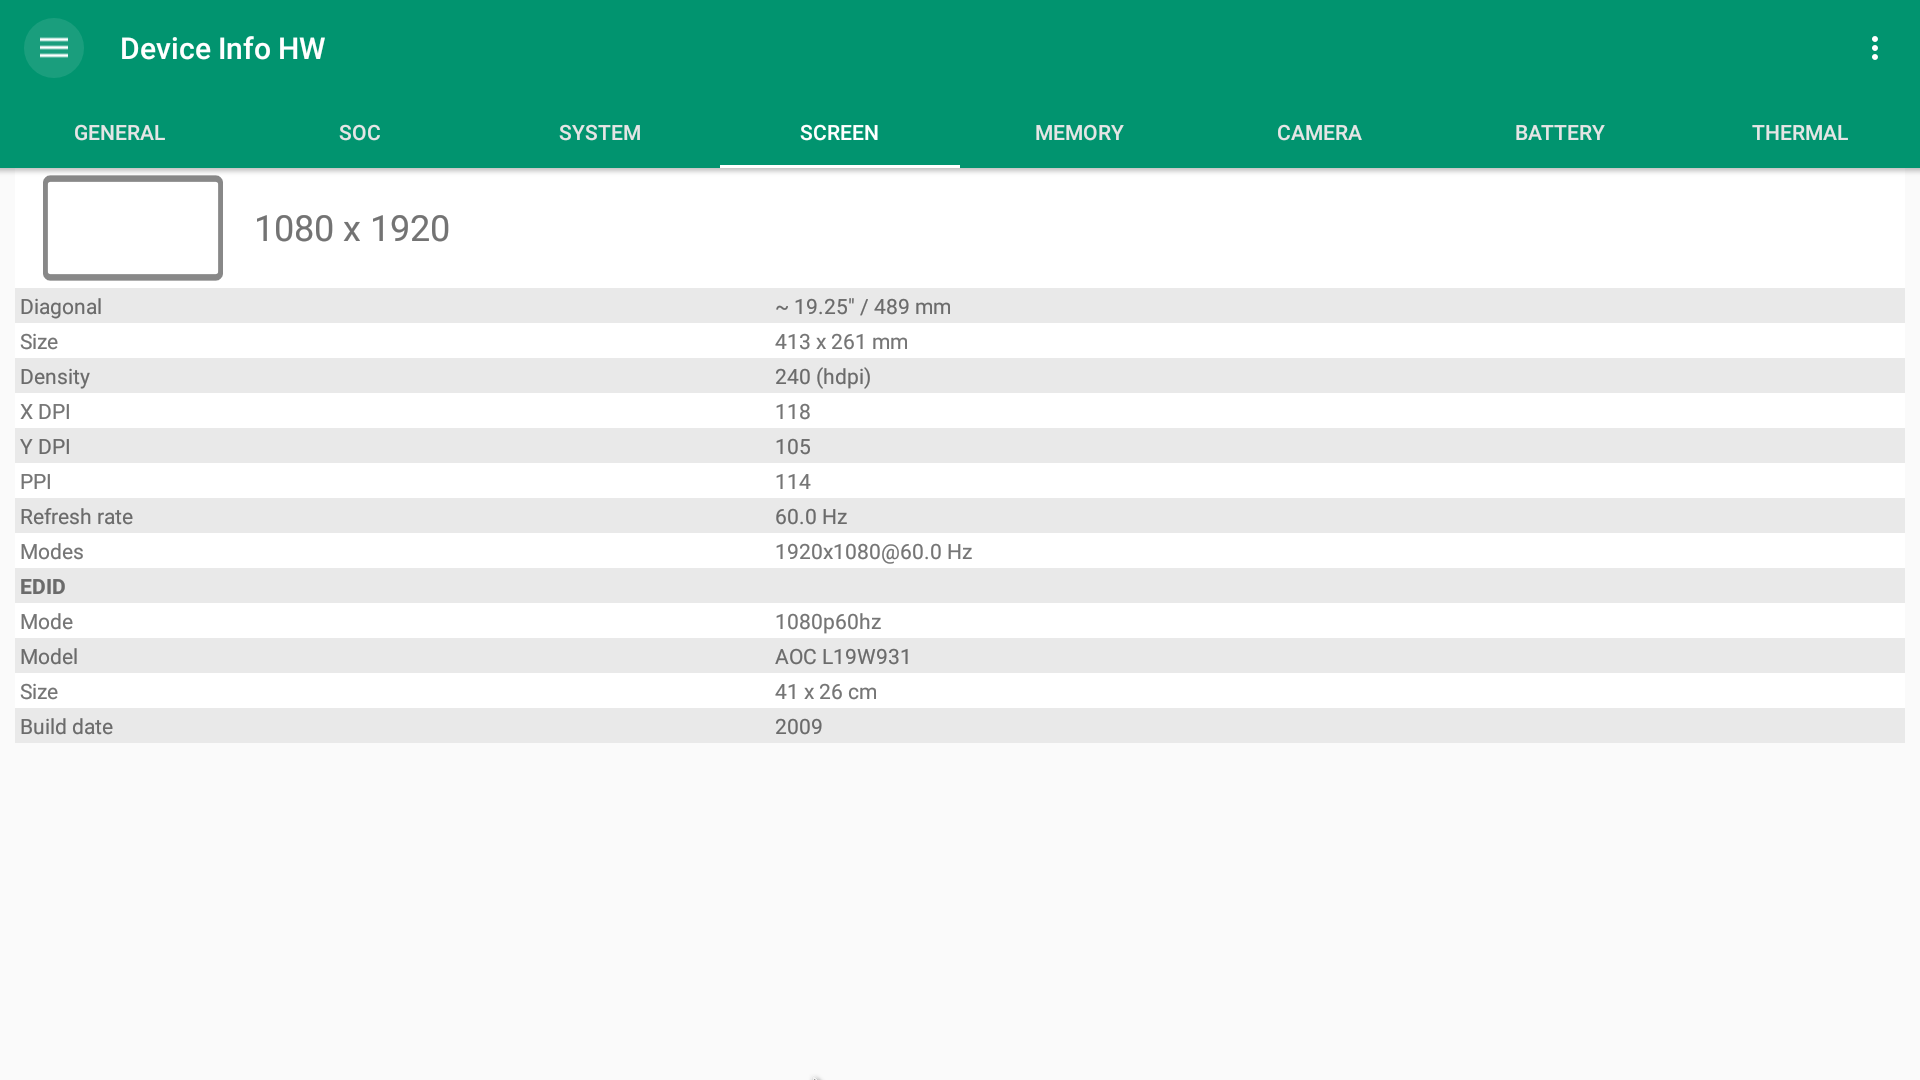 Device Info HW
GENERAL SOC SYSTEM SCREEN MEMORY CAMERA BATTERY THERMAL
1080 x 1920
Diagonal ~ 19.25" / 489 mm
Size 413 x 261 mm
Density 240 (hdpi)
X DPI 118
Y DPI 105
PPI 114
Refresh rate 60.0 Hz
Modes 1920x1080@60.0 Hz
EDID
Mode 1080p60hz
Model AOC L19W931
Size 41 x 26 cm
Build date 2009